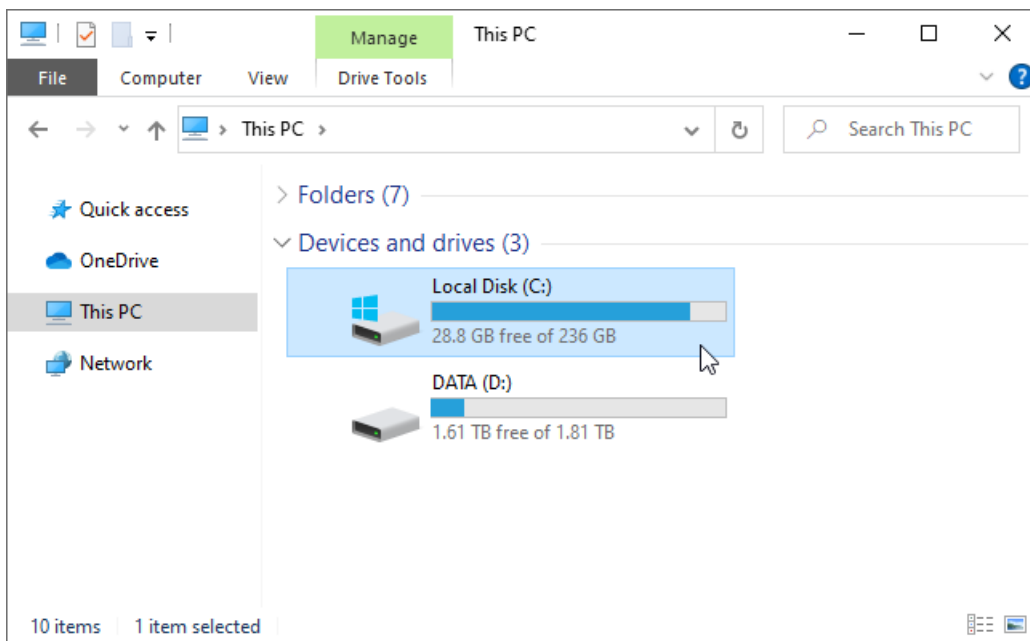 Manage This PC
File Computer View Drive Tools ?
This PC Search This PC
Folders (7)
Quick access
Devices and drives (3)
OneDrive
Local Disk (C:)
This PC
28.8 GB free of 236 GB
Network
DATA (D:)
1.61 TB free of 1.81 TB
10 items 1 item selected